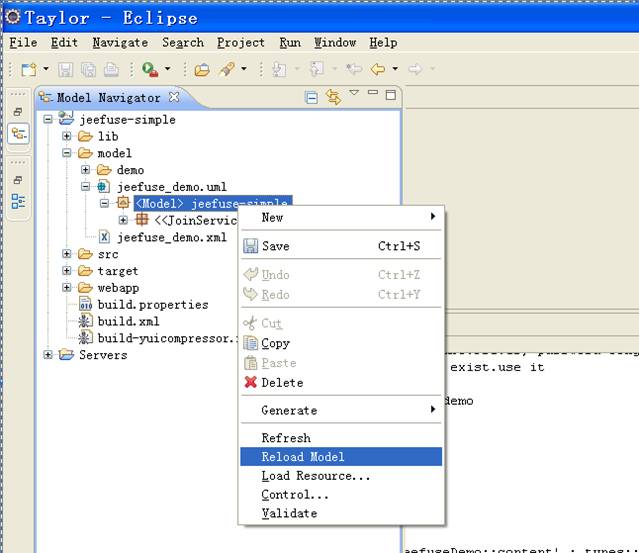 Taylor - Eclipse
File Edit Navigate Search Project Run Window Help
Model Navigator
jeefuse-simple
lib
model
demo
jeefuse_demo.uml
<Model> jeefuse-simple
<<JoinServic
jeefuse_demo.xml
src
target
webapp
build.properties
build.xml
build-yuicompressor.
Servers
New
Save Ctrl+S
Undo Ctrl+Z
Redo Ctrl+Y
Cut
Copy
Paste
Delete
Generate
Refresh
Reload Model
Load Resource...
Control...
Validate
exist.use it
demo
eefuseDemo::content' : types::